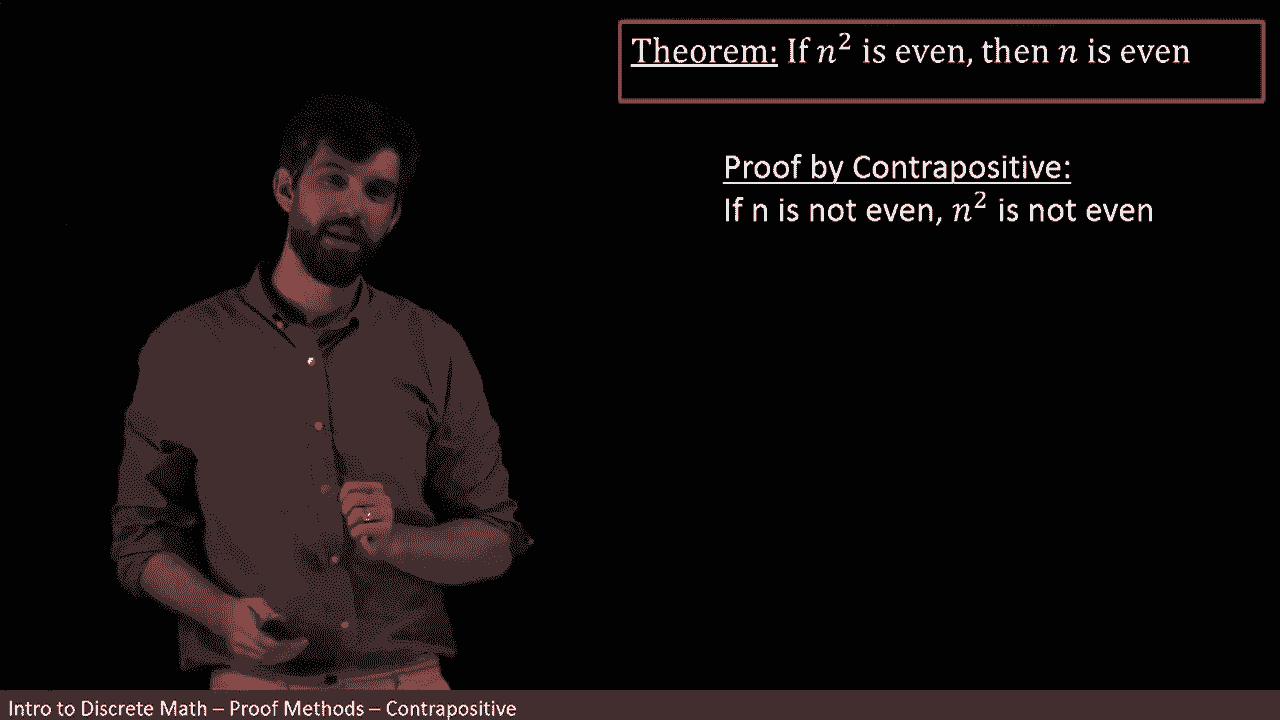 Theorem: If n² is even, then n is even
Proof by Contrapositive:
If n is not even, n² is not even
Intro to Discrete Math – Proof Methods – Contrapositive